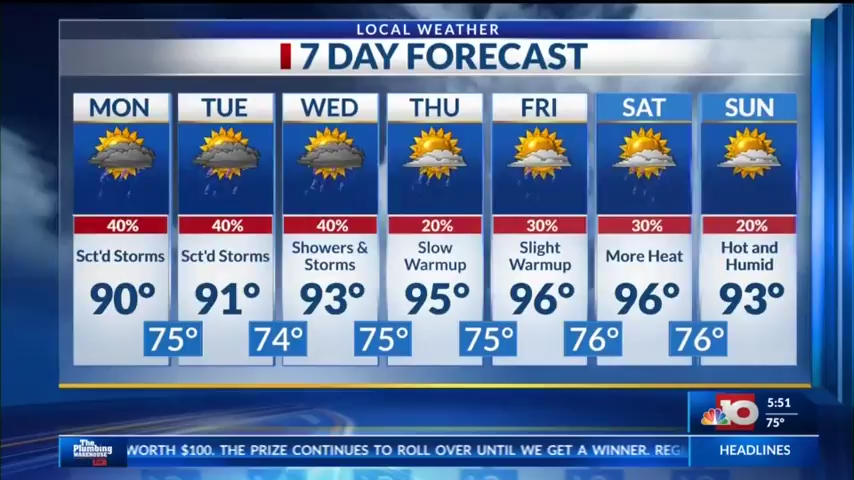 LOCAL WEATHER
7 DAY FORECAST
MON TUE WED THU FRI SAT SUN
40% 40% 40% 20% 30% 30% 20%
Sct'd Storms
Sct'd Storms
Showers &
Storms
Slow
Warmup
Slight
Warmup
More Heat
Hot and
Humid
90° 91° 93° 95° 96° 96° 93°
75° 74° 75° 75° 76° 76°
10
5:51
75°
The
Plumbing
WAREHOUSE
WORTH $100. THE PRIZE CONTINUES TO ROLL OVER UNTIL WE GET A WINNER. REG
HEADLINES